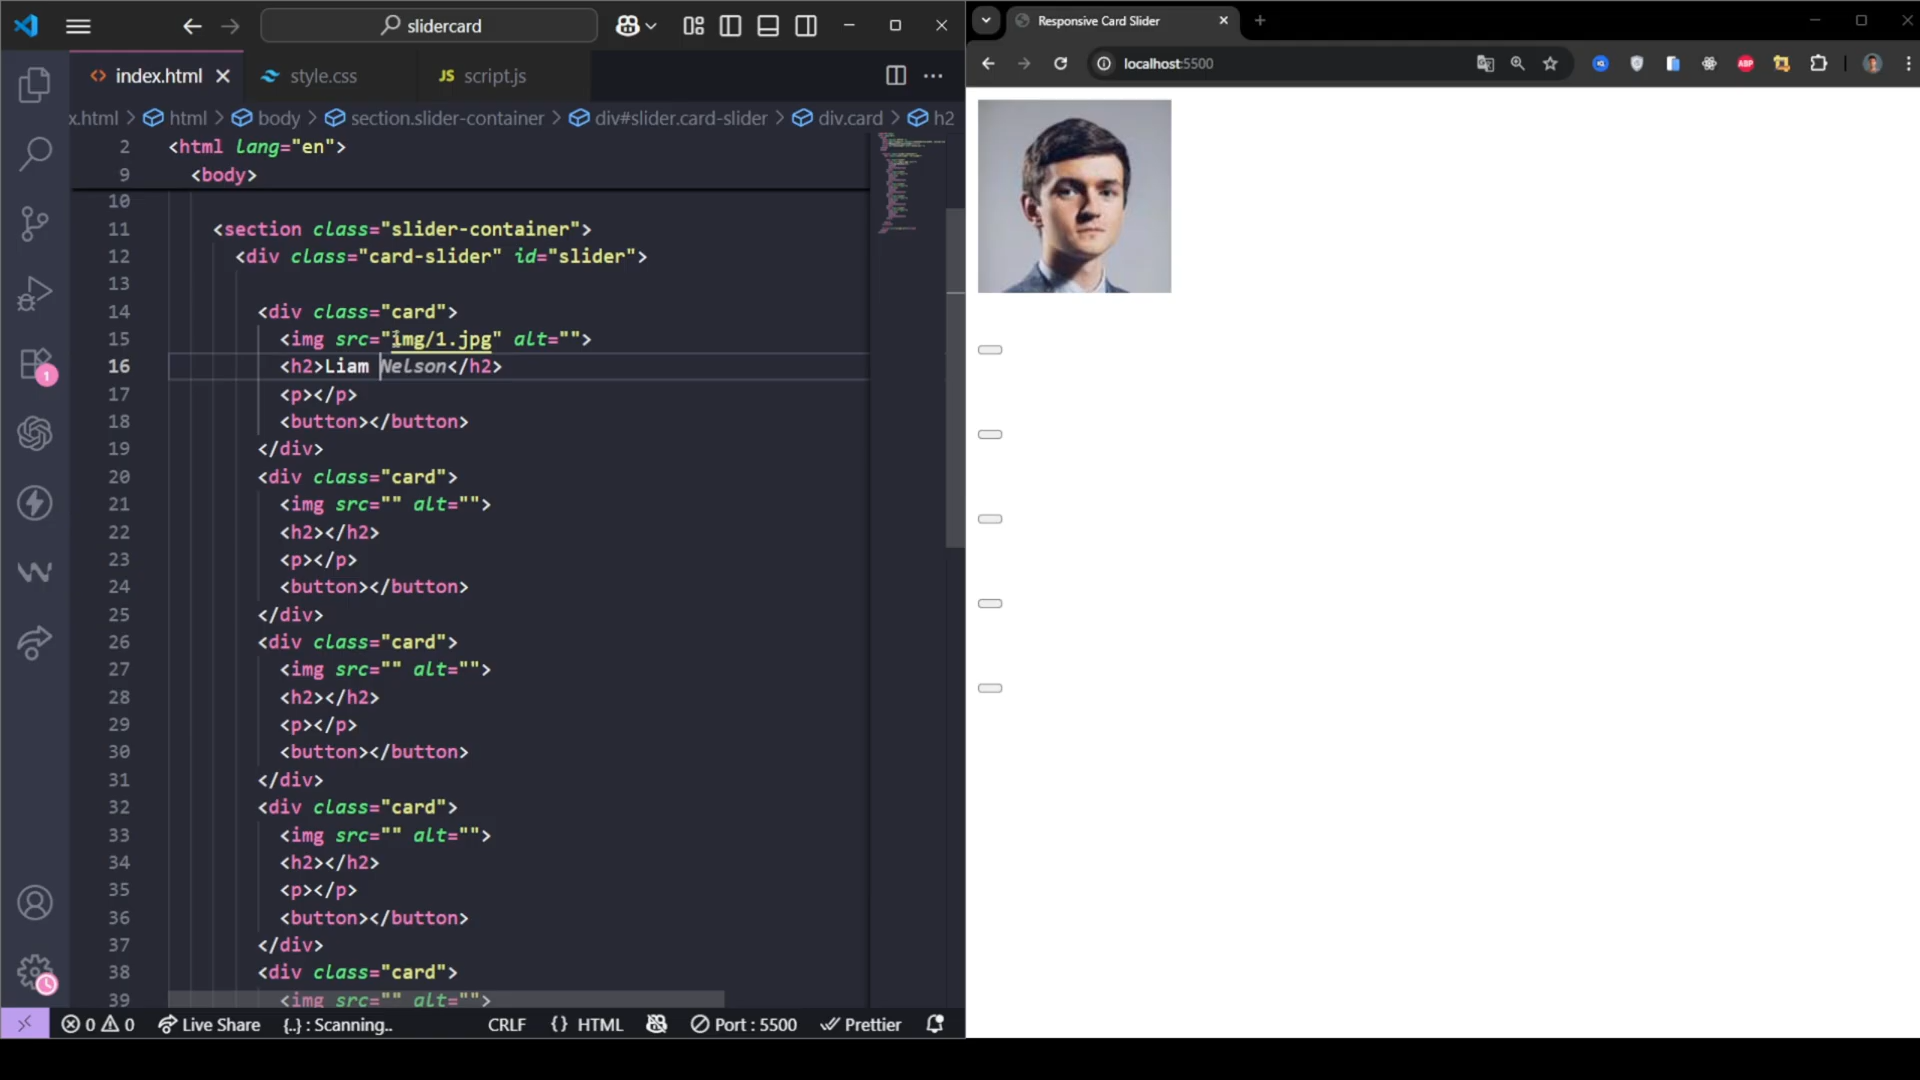 slidercard
index.html
style.css
JS script.js
x.html > html > body > section.slider-container > div#slider.card-slider > div.card > h2
2 <html lang="en">
9 <body>
10
11 <section class="slider-container">
12 <div class="card-slider" id="slider">
13
14 <div class="card">
15 <img src="img/1.jpg" alt="">
16 <h2>Liam Nelson</h2>
17 <p></p>
18 <button></button>
19 </div>
20 <div class="card">
21 <img src="" alt="">
22 <h2></h2>
23 <p></p>
24 <button></button>
25 </div>
26 <div class="card">
27 <img src="" alt="">
28 <h2></h2>
29 <p></p>
30 <button></button>
31 </div>
32 <div class="card">
33 <img src="" alt="">
34 <h2></h2>
35 <p></p>
36 <button></button>
37 </div>
38 <div class="card">
39 <img src="" alt="">
1
0 0 Live Share {..} : Scanning.. CRLF {} HTML Port : 5500 Prettier
Responsive Card Slider
localhost:5500
ABP